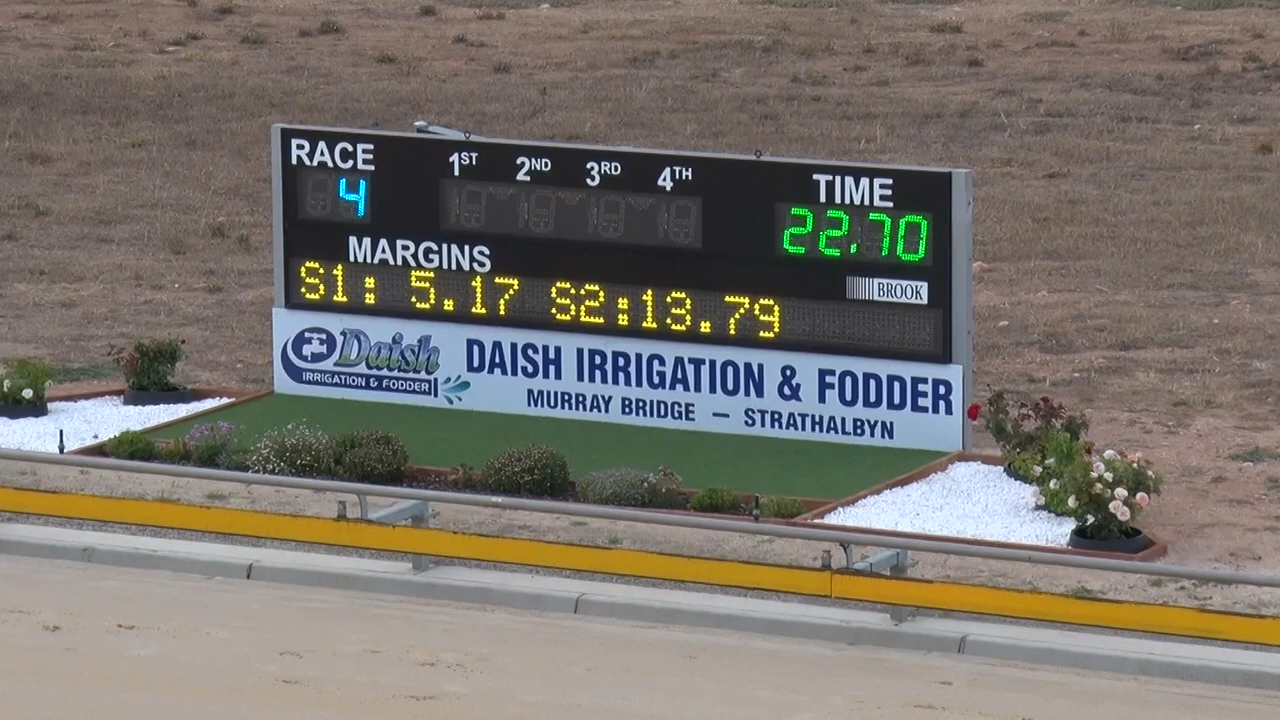 RACE 1ST 2ND 3RD 4TH TIME
4 22.70
MARGINS
BROOK
S1: 5.17 S2:13.79
Daish
IRRIGATION & FODDER
DAISH IRRIGATION & FODDER
MURRAY BRIDGE — STRATHALBYN